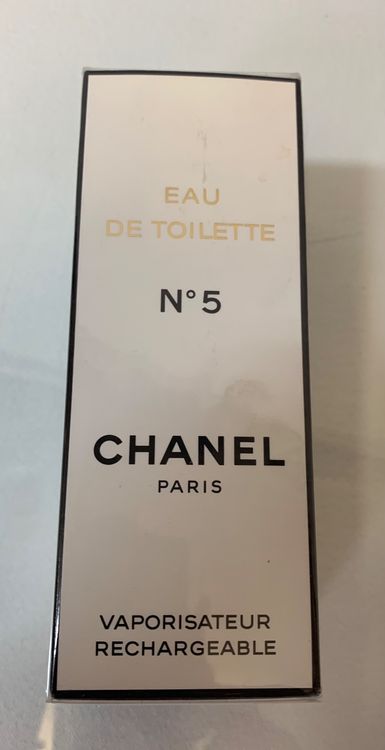 EAU
DE TOILETTE
N°5
CHANEL
PARIS
VAPORISATEUR
RECHARGEABLE